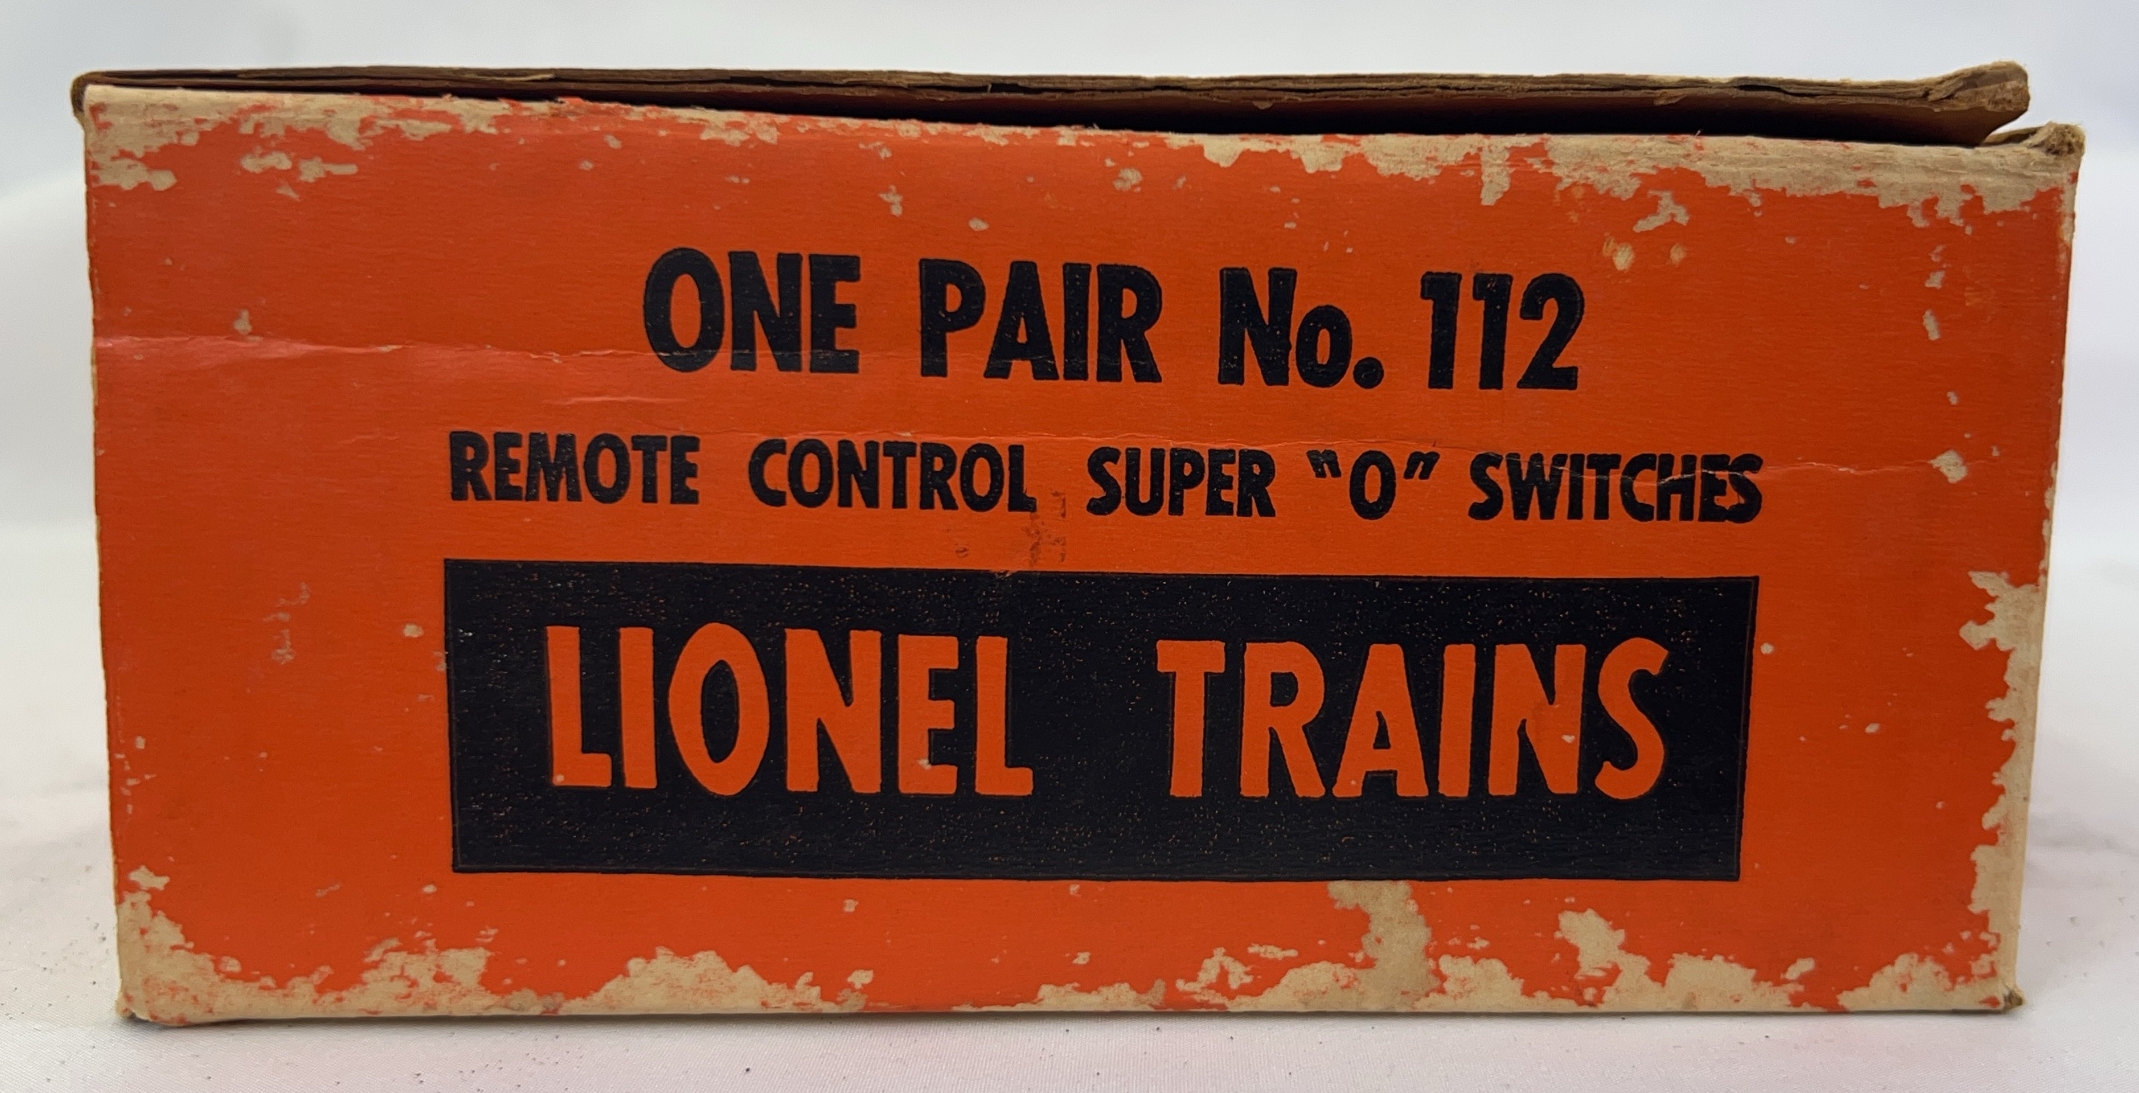 ONE PAIR No. 112
REMOTE CONTROL SUPER "O" SWITCHES
LIONEL TRAINS